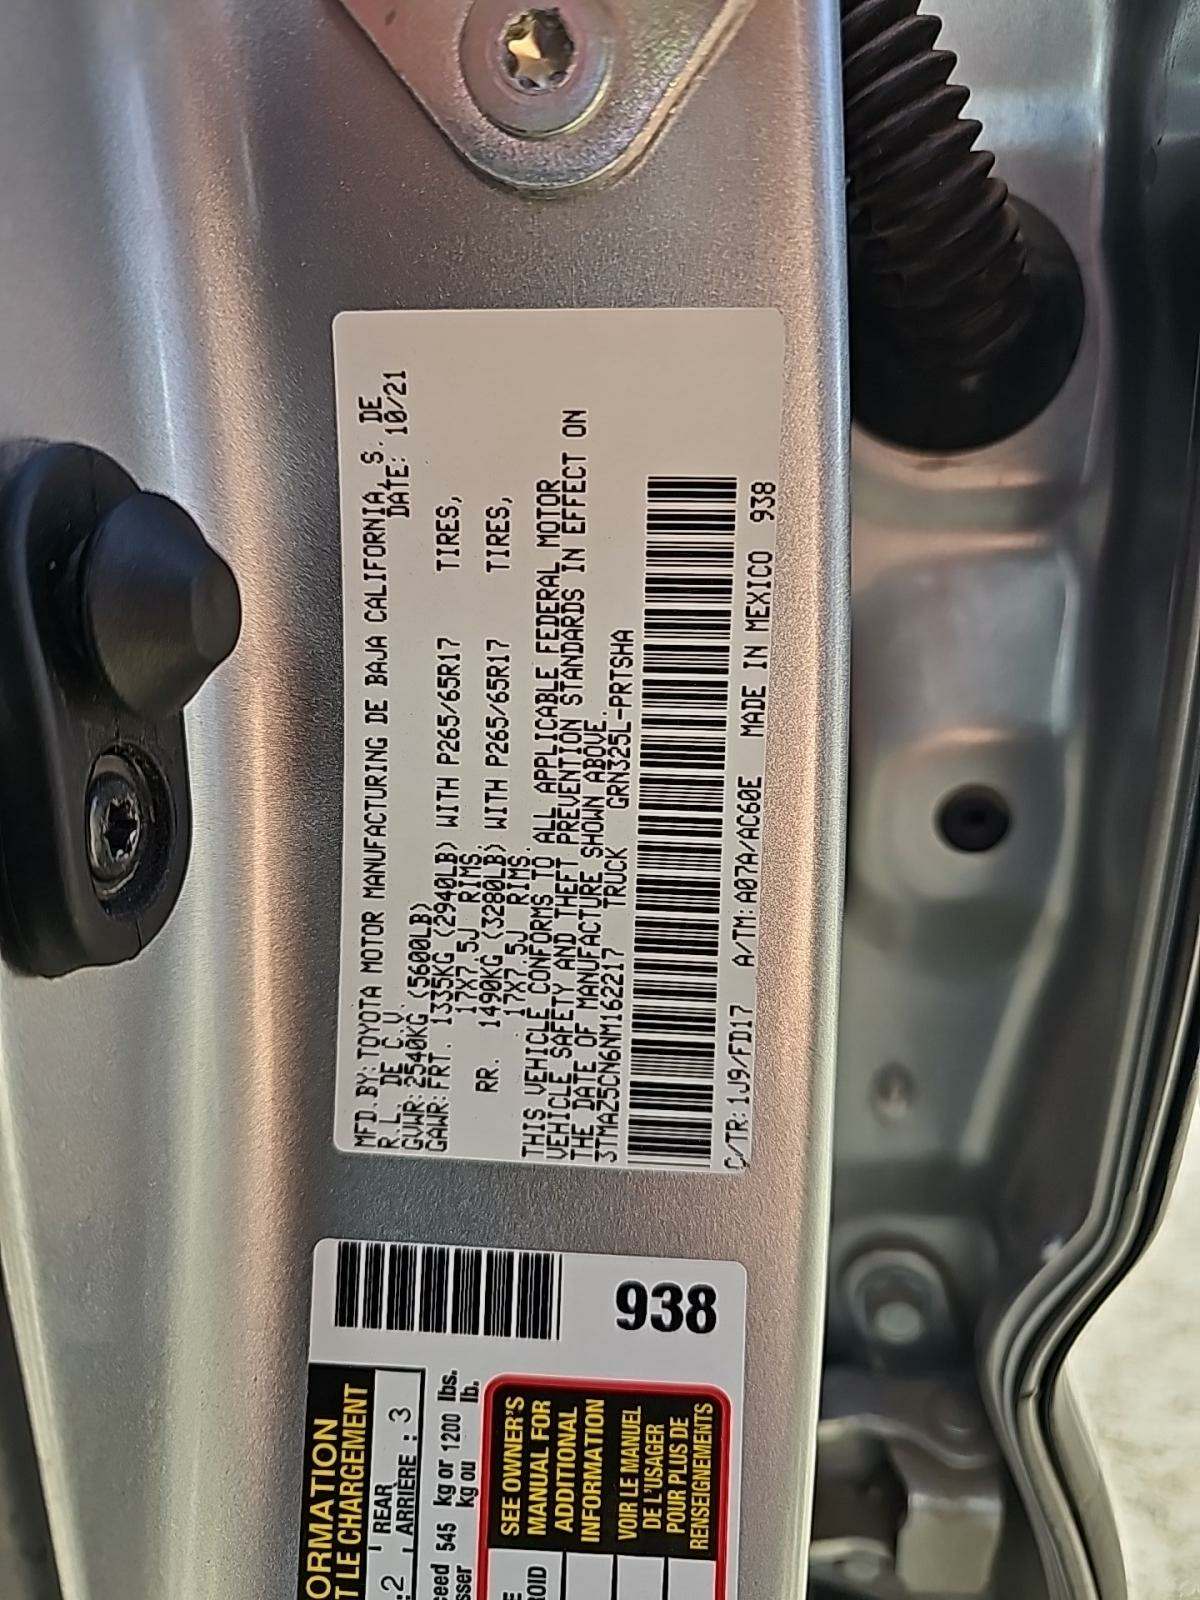 MFD.BY:TOYOTA MOTOR MANUFACTURING DE BAJA CALIFORNIA,S. DE
R.L. DE C.V. DATE: 10/21
GVWR:2540KG (5600LB)
GAWR:FRT. 1335KG (2940LB) WITH P265/65R17 TIRES,
17X7.5J RIMS
RR. 1490KG (3280LB) WITH P265/65R17 TIRES,
17X7.5J RIMS.
THIS VEHICLE CONFORMS TO ALL APPLICABLE FEDERAL MOTOR
VEHICLE SAFETY AND THEFT PREVENTION STANDARDS IN EFFECT ON
THE DATE OF MANUFACTURE SHOWN ABOVE.
3TMAZ5CN6NM162217 TRUCK GRN325L-PRTSHA
C/TR:1J9/FD17 A/TM:A07A/AC60E MADE IN MEXICO 938
938
ORMATION
T LE CHARGEMENT
:2 REAR
ARRIÈRE : 3
ceed 545 kg or 1200 lbs.
sser kg ou lb.
SEE OWNER'S
MANUAL FOR
ADDITIONAL
INFORMATION
VOIR LE MANUEL
DE L'USAGER
POUR PLUS DE
RENSEIGNEMENTS
E
ROID